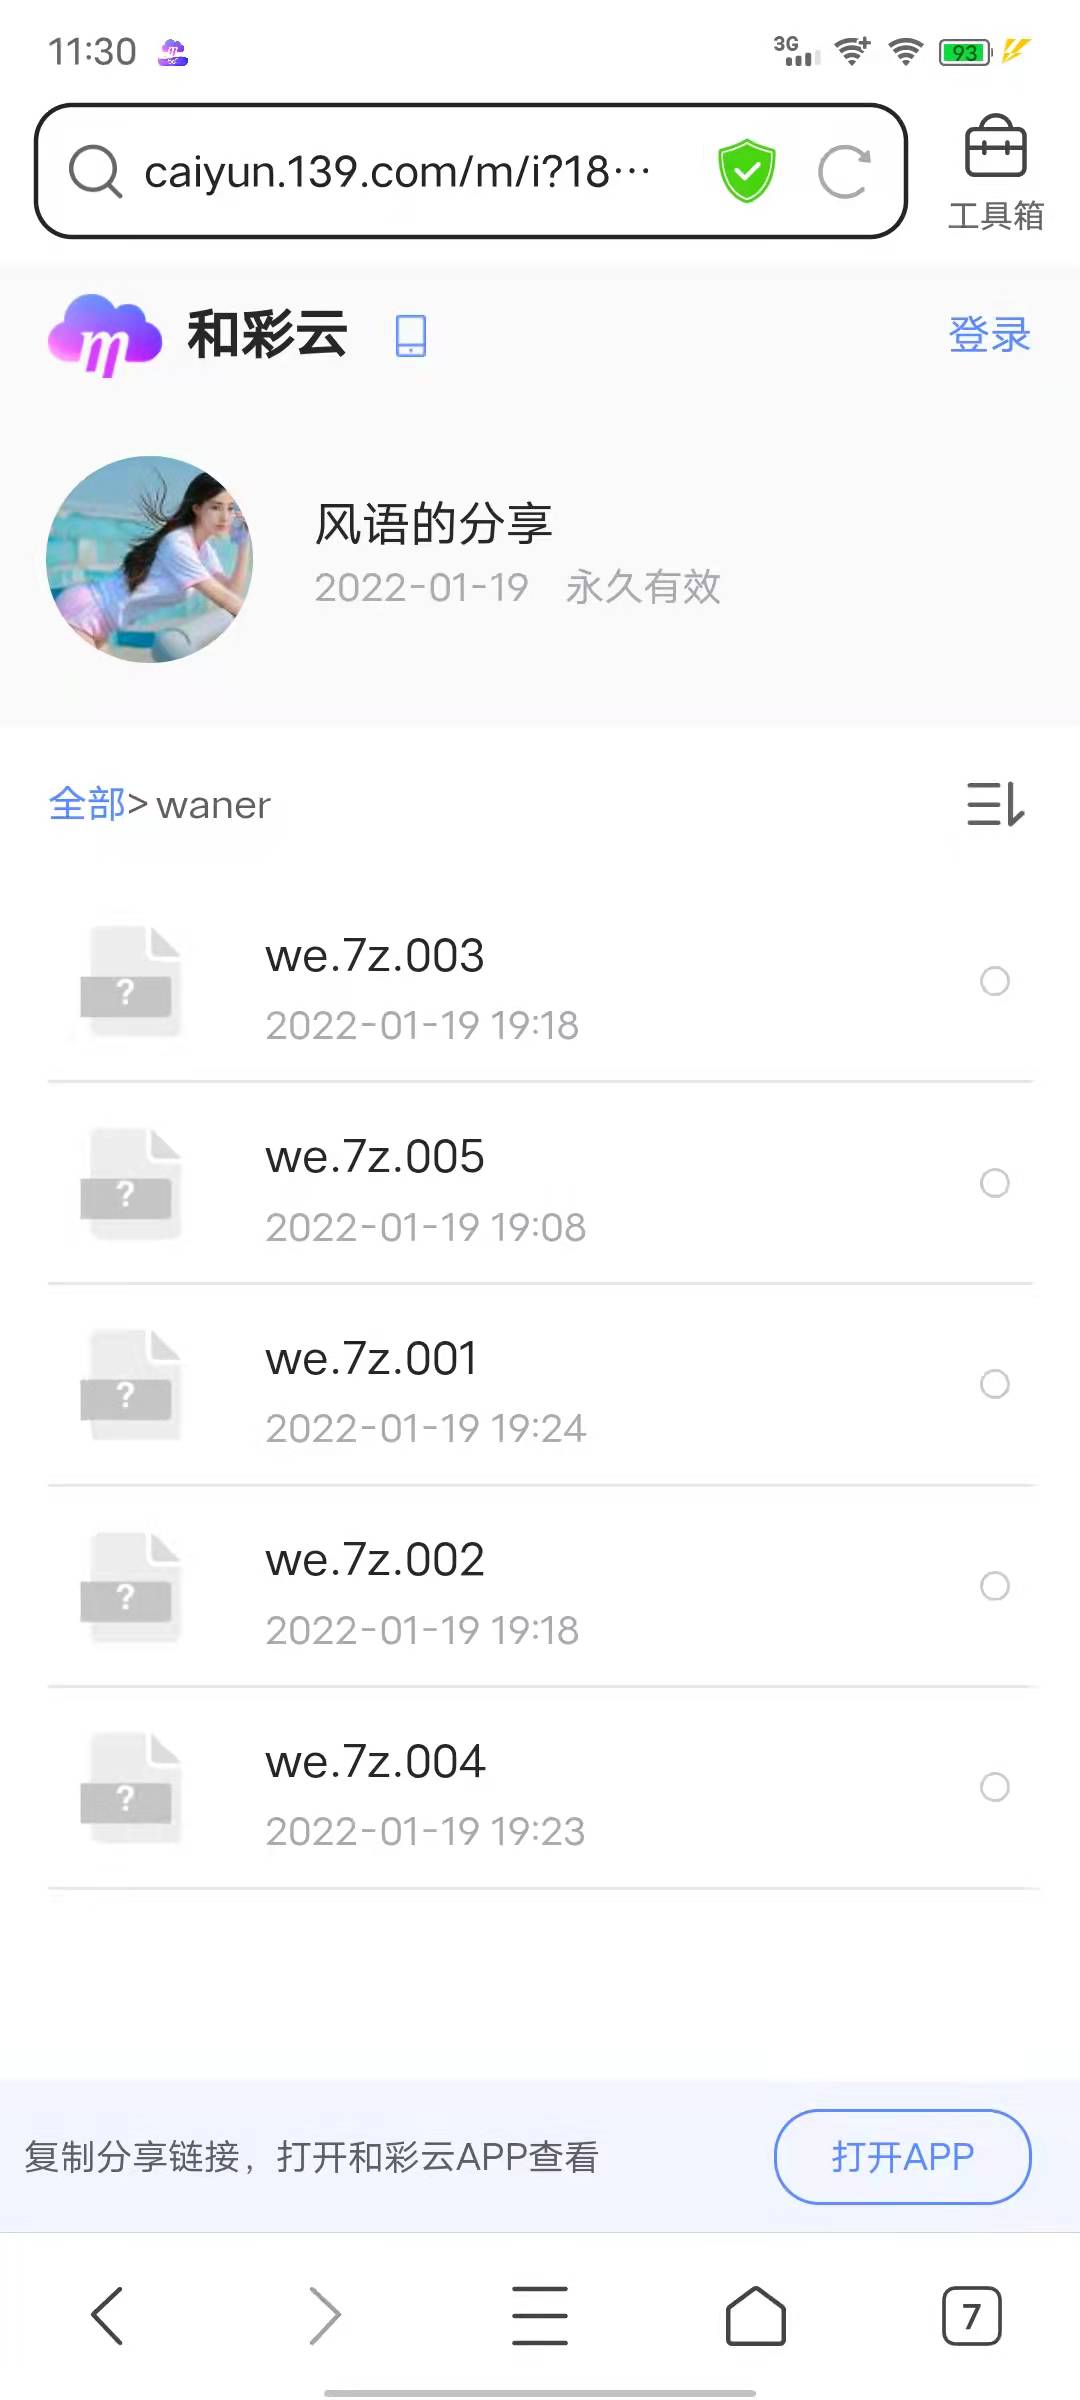 11:30
3G
93
caiyun.139.com/m/i?18…
工具箱
和彩云
登录
风语的分享
2022-01-19 永久有效
全部>waner
we.7z.003
2022-01-19 19:18
we.7z.005
2022-01-19 19:08
we.7z.001
2022-01-19 19:24
we.7z.002
2022-01-19 19:18
we.7z.004
2022-01-19 19:23
复制分享链接，打开和彩云APP查看
打开APP
7